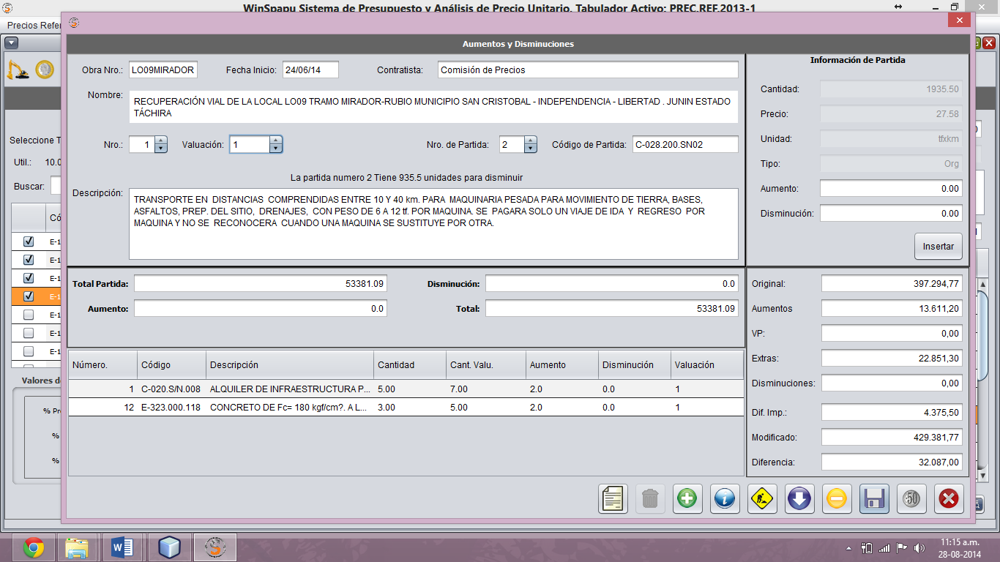 WinSpapu Sistema de Presupuesto y Análisis de Precio Unitario. Tabulador Activo: PREC.REF.2013-1
Precios Refer
Aumentos y Disminuciones
Obra Nro.: LO09MIRADOR Fecha Inicio: 24/06/14 Contratista: Comisión de Precios
Nombre: RECUPERACIÓN VIAL DE LA LOCAL LO09 TRAMO MIRADOR-RUBIO MUNICIPIO SAN CRISTOBAL - INDEPENDENCIA - LIBERTAD . JUNIN ESTADO
TÁCHIRA
Nro.: 1 Valuación: 1 Nro. de Partida: 2 Código de Partida: C-028.200.SN02
La partida numero 2 Tiene 935.5 unidades para disminuir
Descripción: TRANSPORTE EN DISTANCIAS COMPRENDIDAS ENTRE 10 Y 40 km. PARA MAQUINARIA PESADA PARA MOVIMIENTO DE TIERRA, BASES,
ASFALTOS, PREP. DEL SITIO, DRENAJES, CON PESO DE 6 A 12 tf. POR MAQUINA. SE PAGARA SOLO UN VIAJE DE IDA Y REGRESO POR
MAQUINA Y NO SE RECONOCERA CUANDO UNA MAQUINA SE SUSTITUYE POR OTRA.
Información de Partida
Cantidad: 1935.50
Precio: 27.58
Unidad: tfxkm
Tipo: Org
Aumento: 0.00
Disminución: 0.00
Insertar
Seleccione T
Util.: 10.0
Buscar:
Có
E-1
E-1
E-1
E-1
E-1
E-1
E-1
Valores de
% Pre
%
%
Total Partida: 53381.09 Disminución: 0.0
Aumento: 0.0 Total: 53381.09
Original: 397.294,77
Aumentos 13.611,20
VP: 0,00
Extras: 22.851,30
Disminuciones: 0,00
Dif. Imp.: 4.375,50
Modificado: 429.381,77
Diferencia: 32.087,00
Número. Código Descripción Cantidad Cant. Valu. Aumento Disminución Valuación
1 C-020.S/N.008 ALQUILER DE INFRAESTRUCTURA P... 5.00 7.00 2.0 0.0 1
12 E-323.000.118 CONCRETO DE Fc= 180 kgf/cm?. A L... 3.00 5.00 2.0 0.0 1
50
11:15 a.m.
28-08-2014